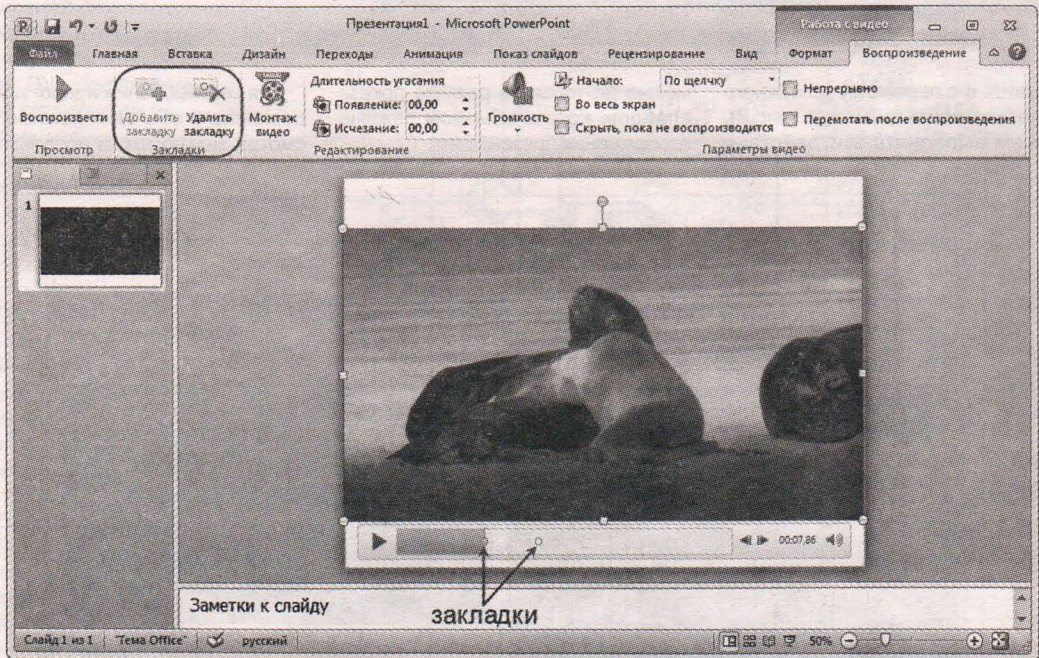 Презентация1 - Microsoft PowerPoint
Работа с видео
Файл Главная Вставка Дизайн Переходы Анимация Показ слайдов Рецензирование Вид Формат Воспроизведение
Воспроизвести
Просмотр
Добавить закладку
Удалить закладку
Закладки
Монтаж видео
Длительность угасания
Появление: 00,00
Исчезание: 00,00
Редактирование
Громкость
Начало: По щелчку
Во весь экран
Скрыть, пока не воспроизводится
Непрерывно
Перемотать после воспроизведения
Параметры видео
1
00:07,86
Заметки к слайду
закладки
Слайд 1 из 1 "Тема Office" русский 50%